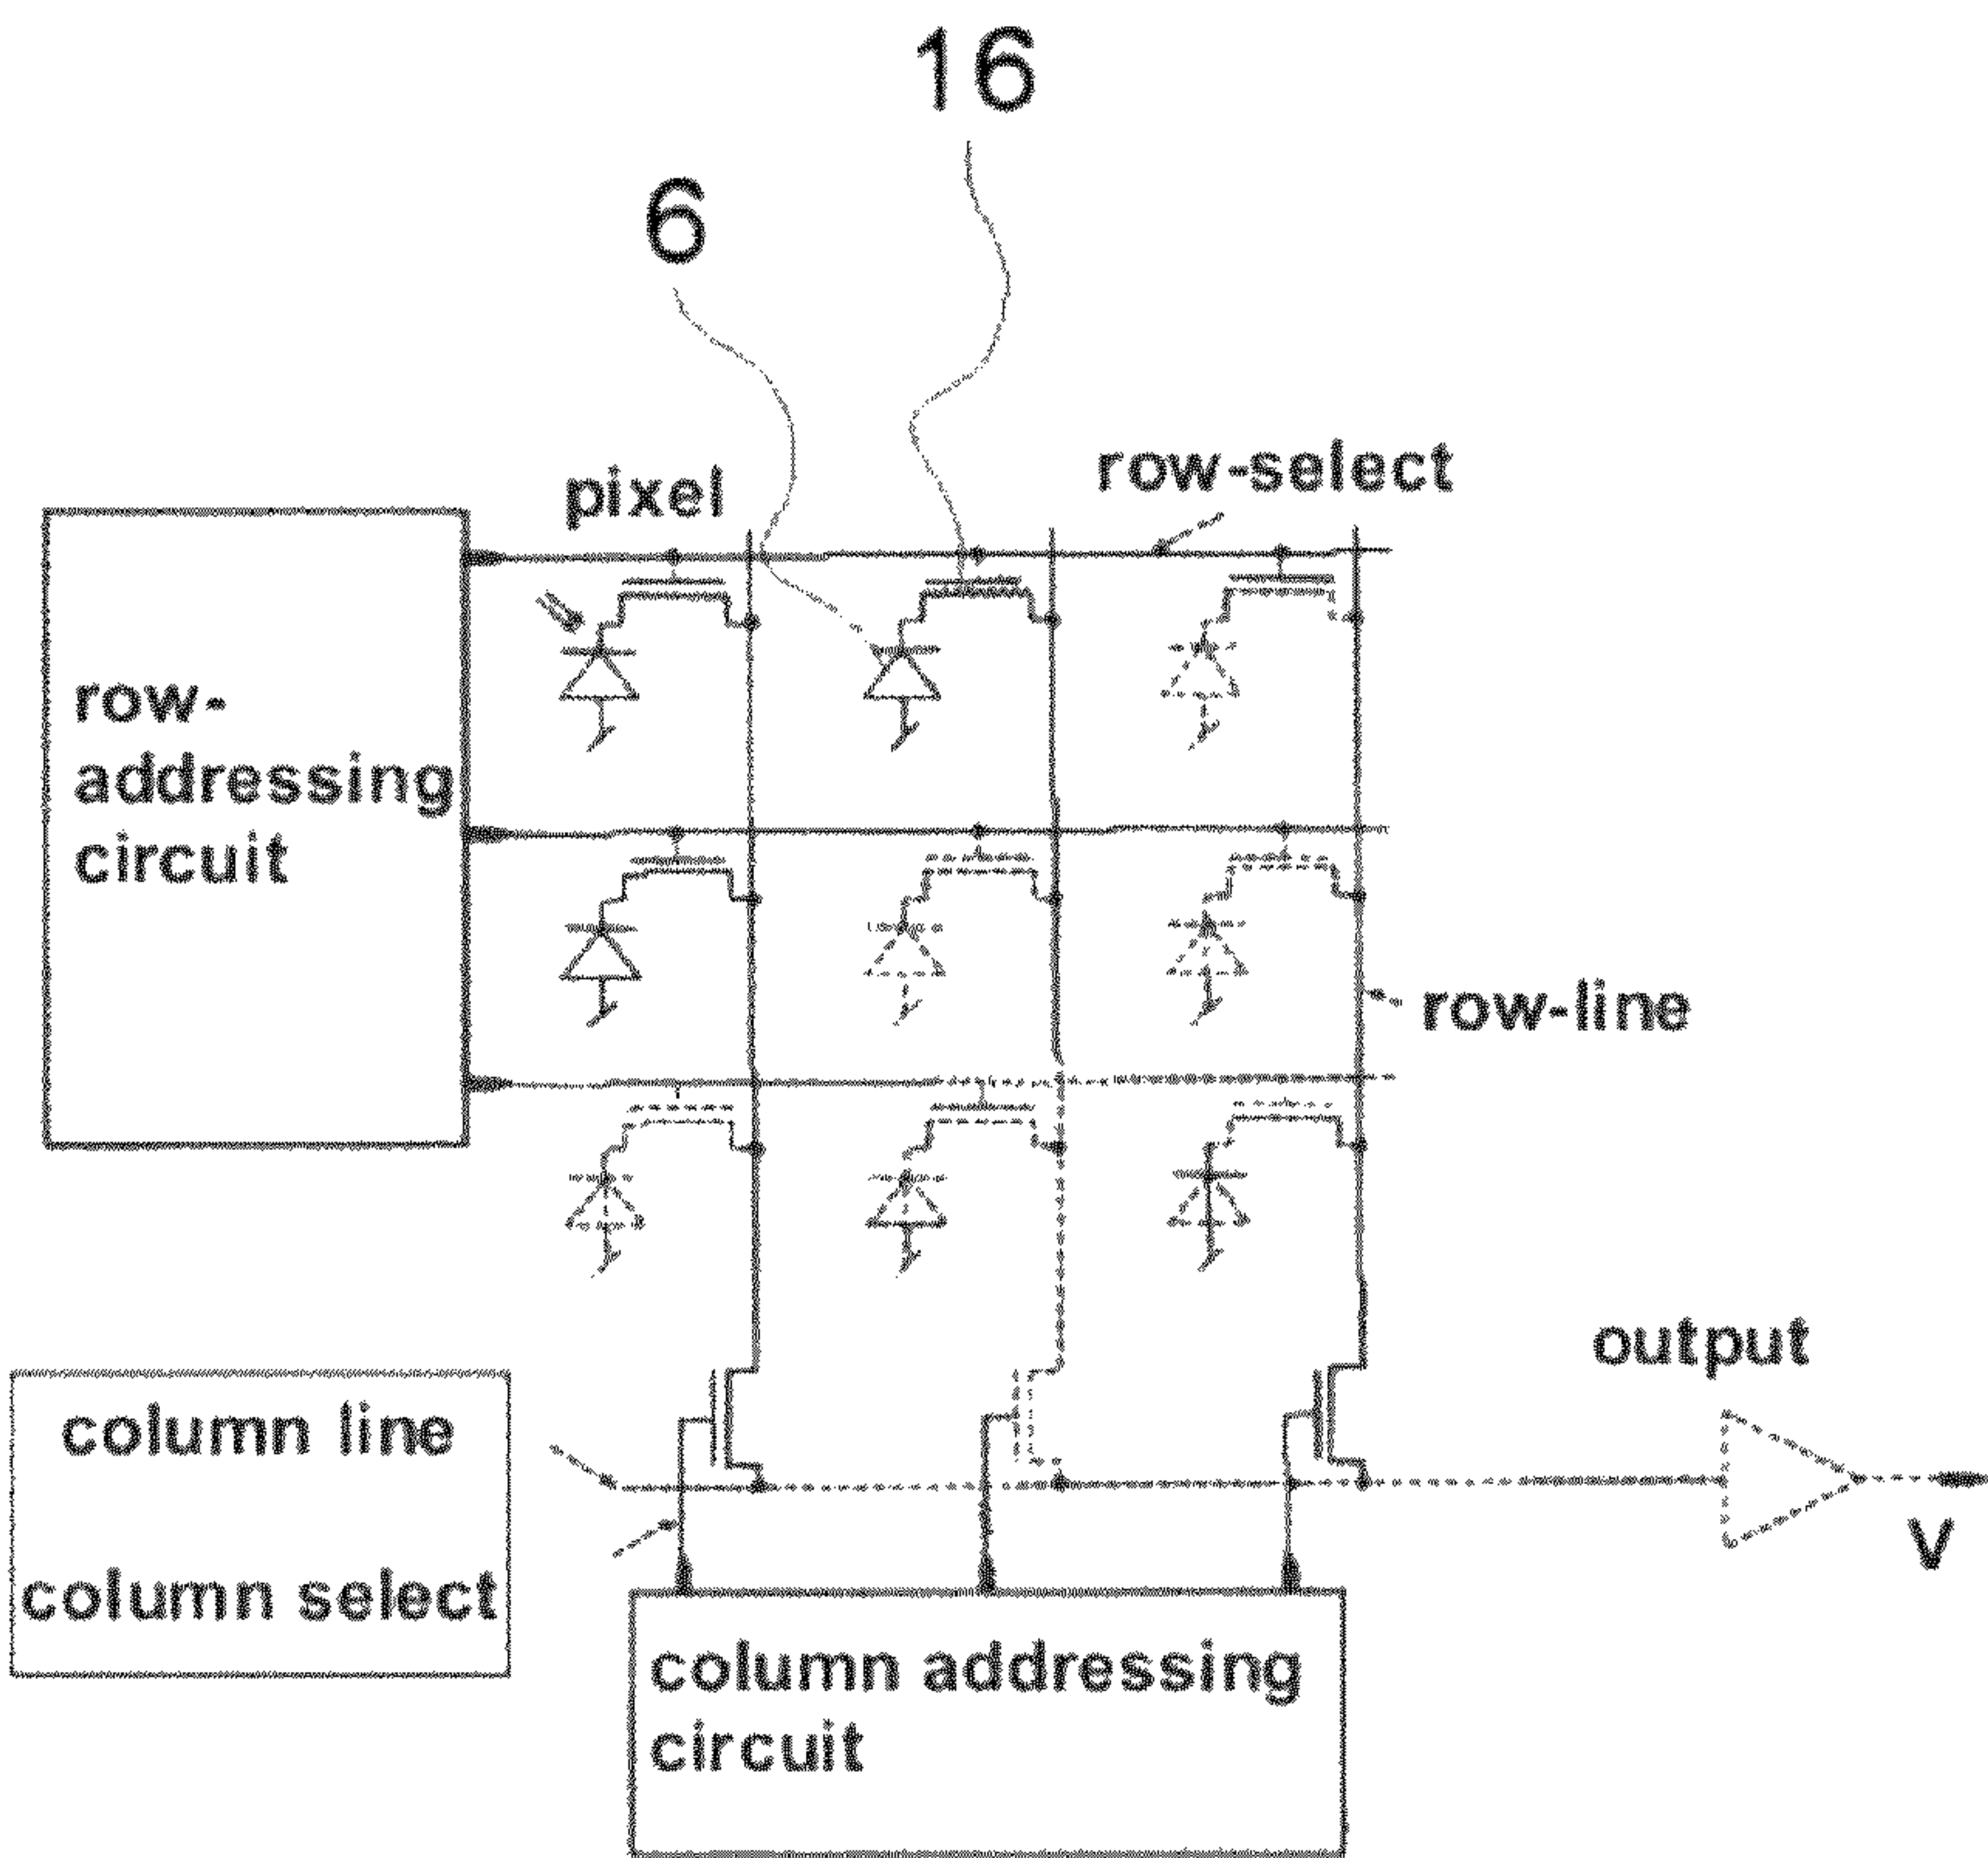 16
6
pixel
row-select
row-
addressing
circuit
row-line
output
column line
column select
V
column addressing
circuit